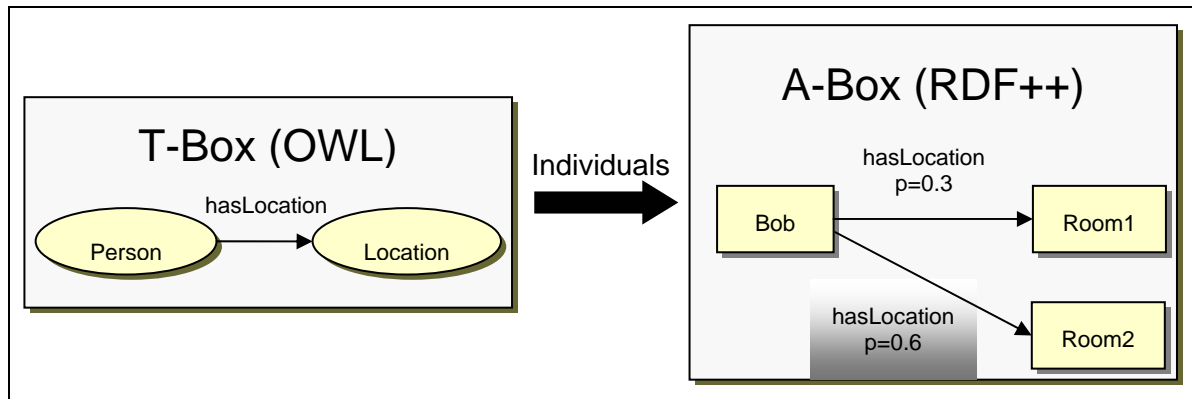 T-Box (OWL)
hasLocation
Person
Location
Individuals
A-Box (RDF++)
hasLocation
p=0.3
Bob
Room1
hasLocation
p=0.6
Room2